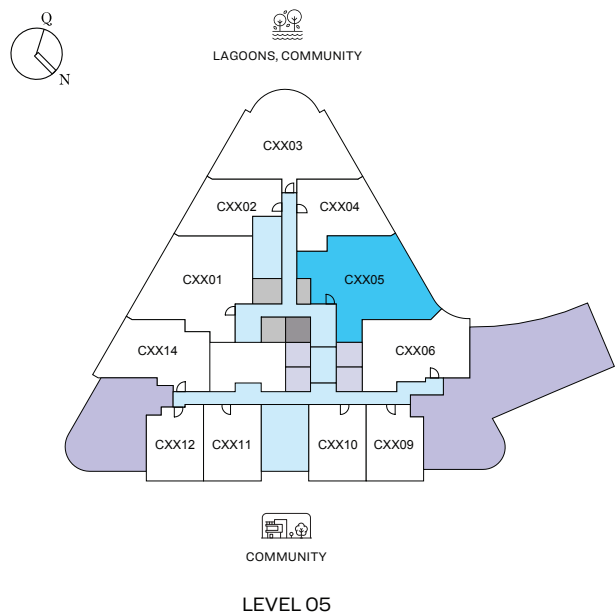 Q
N
LAGOONS, COMMUNITY
CXX03
CXX02
CXX04
CXX01
CXX05
CXX14
CXX06
CXX12
CXX11
CXX10
CXX09
COMMUNITY
LEVEL 05